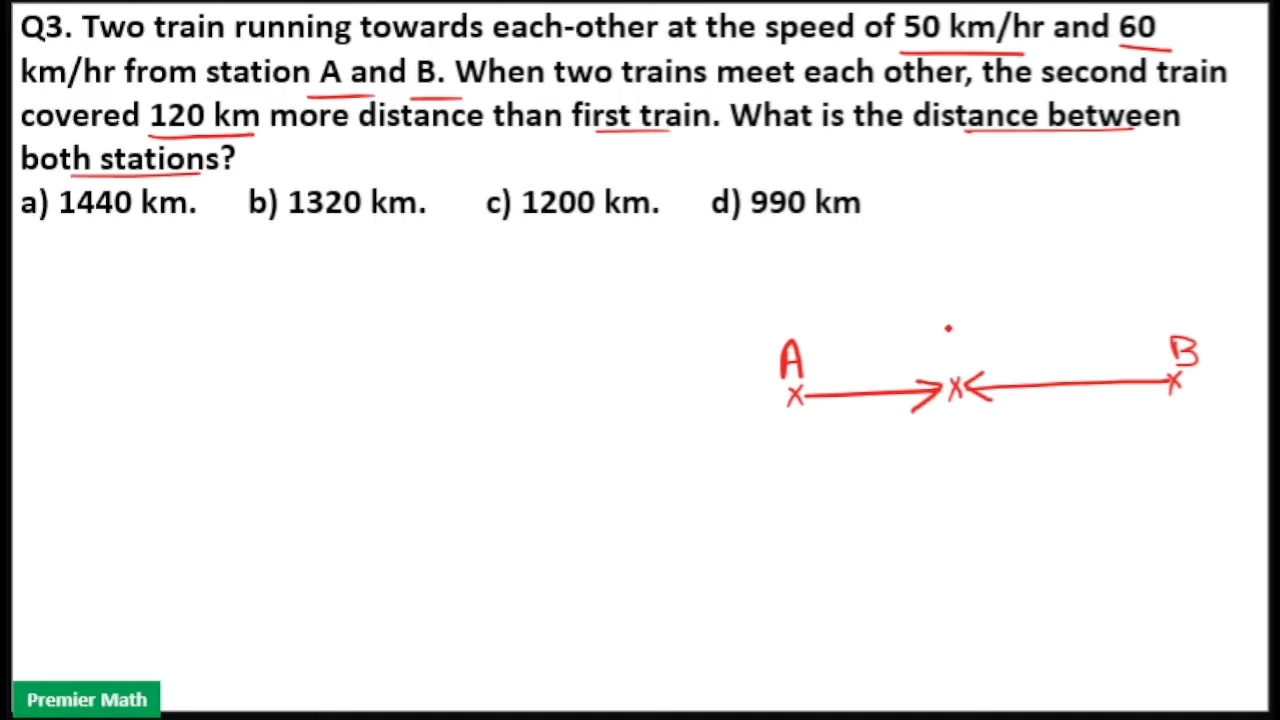 Q3. Two train running towards each-other at the speed of 50 km/hr and 60
km/hr from station A and B. When two trains meet each other, the second train
covered 120 km more distance than first train. What is the distance between
both stations?
a) 1440 km. b) 1320 km. c) 1200 km. d) 990 km
A B
Premier Math